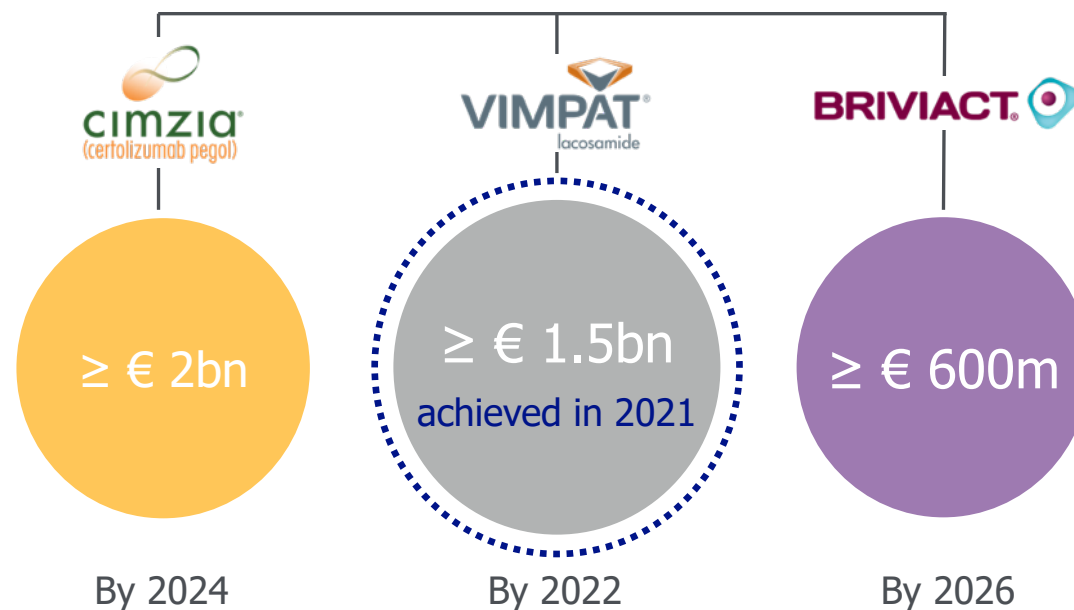 cimzia®
(certolizumab pegol)
VIMPAT®
lacosamide
BRIVIACT®
≥ € 2bn
≥ € 1.5bn
achieved in 2021
≥ € 600m
By 2024
By 2022
By 2026